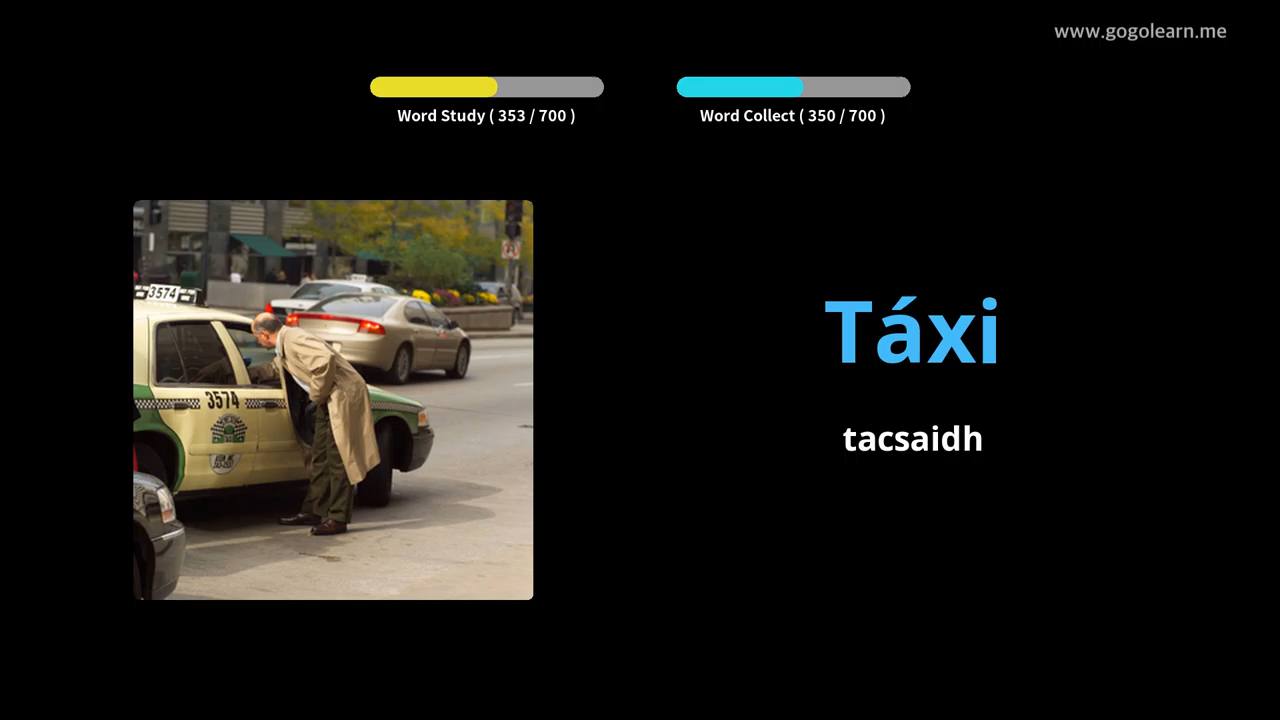 www.gogolearn.me
Word Study ( 353 / 700 )
Word Collect ( 350 / 700 )
3574
3574
Táxi
tacsaidh